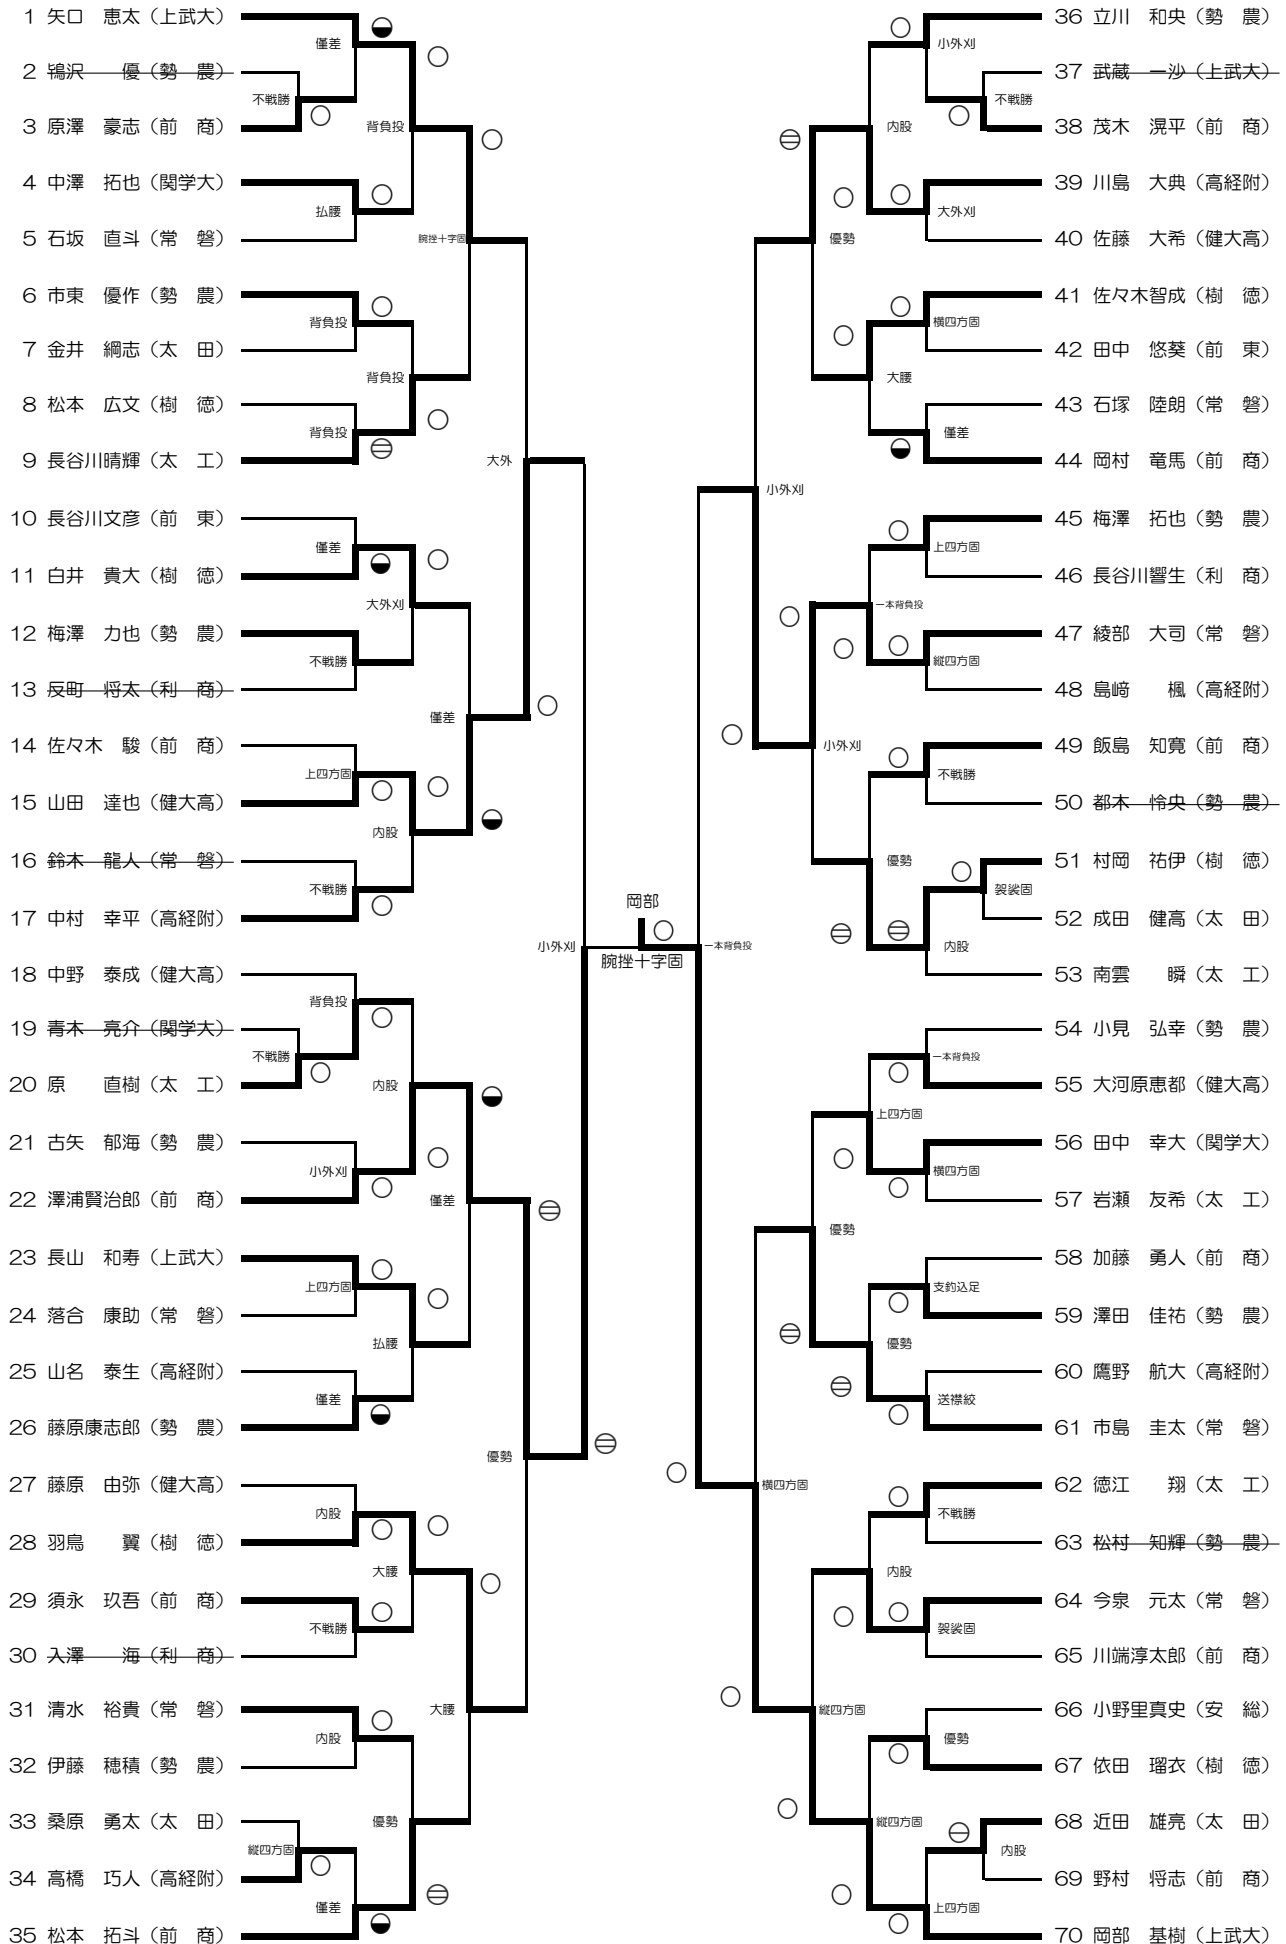 1 矢口　恵太（上武大）
2 鴇沢　　優（勢　農）
3 原澤　豪志（前　商）
4 中澤　拓也（関学大）
5 石坂　直斗（常　磐）
6 市東　優作（勢　農）
7 金井　綱志（太　田）
8 松本　広文（樹　徳）
9 長谷川晴輝（太　工）
10 長谷川文彦（前　東）
11 白井　貴大（樹　徳）
12 梅澤　力也（勢　農）
13 反町　将太（利　商）
14 佐々木　駿（前　商）
15 山田　達也（健大高）
16 鈴木　龍人（常　磐）
17 中村　幸平（高経附）
18 中野　泰成（健大高）
19 青木　亮介（関学大）
20 原　　直樹（太　工）
21 古矢　郁海（勢　農）
22 澤浦賢治郎（前　商）
23 長山　和寿（上武大）
24 落合　康助（常　磐）
25 山名　泰生（高経附）
26 藤原康志郎（勢　農）
27 藤原　由弥（健大高）
28 羽鳥　　翼（樹　徳）
29 須永　玖吾（前　商）
30 入澤　　海（利　商）
31 清水　裕貴（常　磐）
32 伊藤　穂積（勢　農）
33 桑原　勇太（太　田）
34 高橋　巧人（高経附）
35 松本　拓斗（前　商）
僅差
不戦勝
背負投
払腰
腕挫十字固
背負投
背負投
背負投
大外
僅差
大外刈
不戦勝
僅差
上四方固
内股
不戦勝
小外刈
背負投
不戦勝
内股
小外刈
僅差
上四方固
払腰
僅差
優勢
内股
大腰
不戦勝
大腰
内股
優勢
縦四方固
僅差
岡部
腕挫十字固
一本背負投
小外刈
不戦勝
内股
大外刈
優勢
横四方固
大腰
僅差
小外刈
上四方固
一本背負投
縦四方固
小外刈
不戦勝
優勢
袈裟固
内股
一本背負投
上四方固
横四方固
優勢
支釣込足
優勢
送襟絞
横四方固
不戦勝
内股
袈裟固
縦四方固
優勢
縦四方固
内股
上四方固
36 立川　和央（勢　農）
37 武蔵　一沙（上武大）
38 茂木　滉平（前　商）
39 川島　大典（高経附）
40 佐藤　大希（健大高）
41 佐々木智成（樹　徳）
42 田中　悠葵（前　東）
43 石塚　陸朗（常　磐）
44 岡村　竜馬（前　商）
45 梅澤　拓也（勢　農）
46 長谷川響生（利　商）
47 綾部　大司（常　磐）
48 島﨑　　楓（高経附）
49 飯島　知寛（前　商）
50 都木　怜央（勢　農）
51 村岡　祐伊（樹　徳）
52 成田　健高（太　田）
53 南雲　　瞬（太　工）
54 小見　弘幸（勢　農）
55 大河原恵都（健大高）
56 田中　幸大（関学大）
57 岩瀬　友希（太　工）
58 加藤　勇人（前　商）
59 澤田　佳祐（勢　農）
60 鷹野　航大（高経附）
61 市島　圭太（常　磐）
62 徳江　　翔（太　工）
63 松村　知輝（勢　農）
64 今泉　元太（常　磐）
65 川端淳太郎（前　商）
66 小野里真史（安　総）
67 依田　瑠衣（樹　徳）
68 近田　雄亮（太　田）
69 野村　将志（前　商）
70 岡部　基樹（上武大）